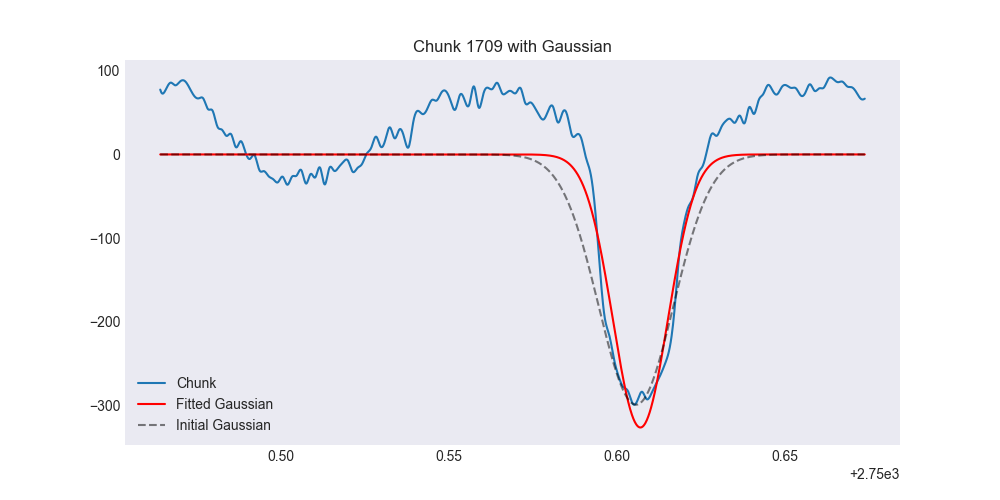 Chunk 1709 with Gaussian
100
0
−100
−200
−300
Chunk
Fitted Gaussian
Initial Gaussian
0.50 0.55 0.60 0.65
+2.75e3